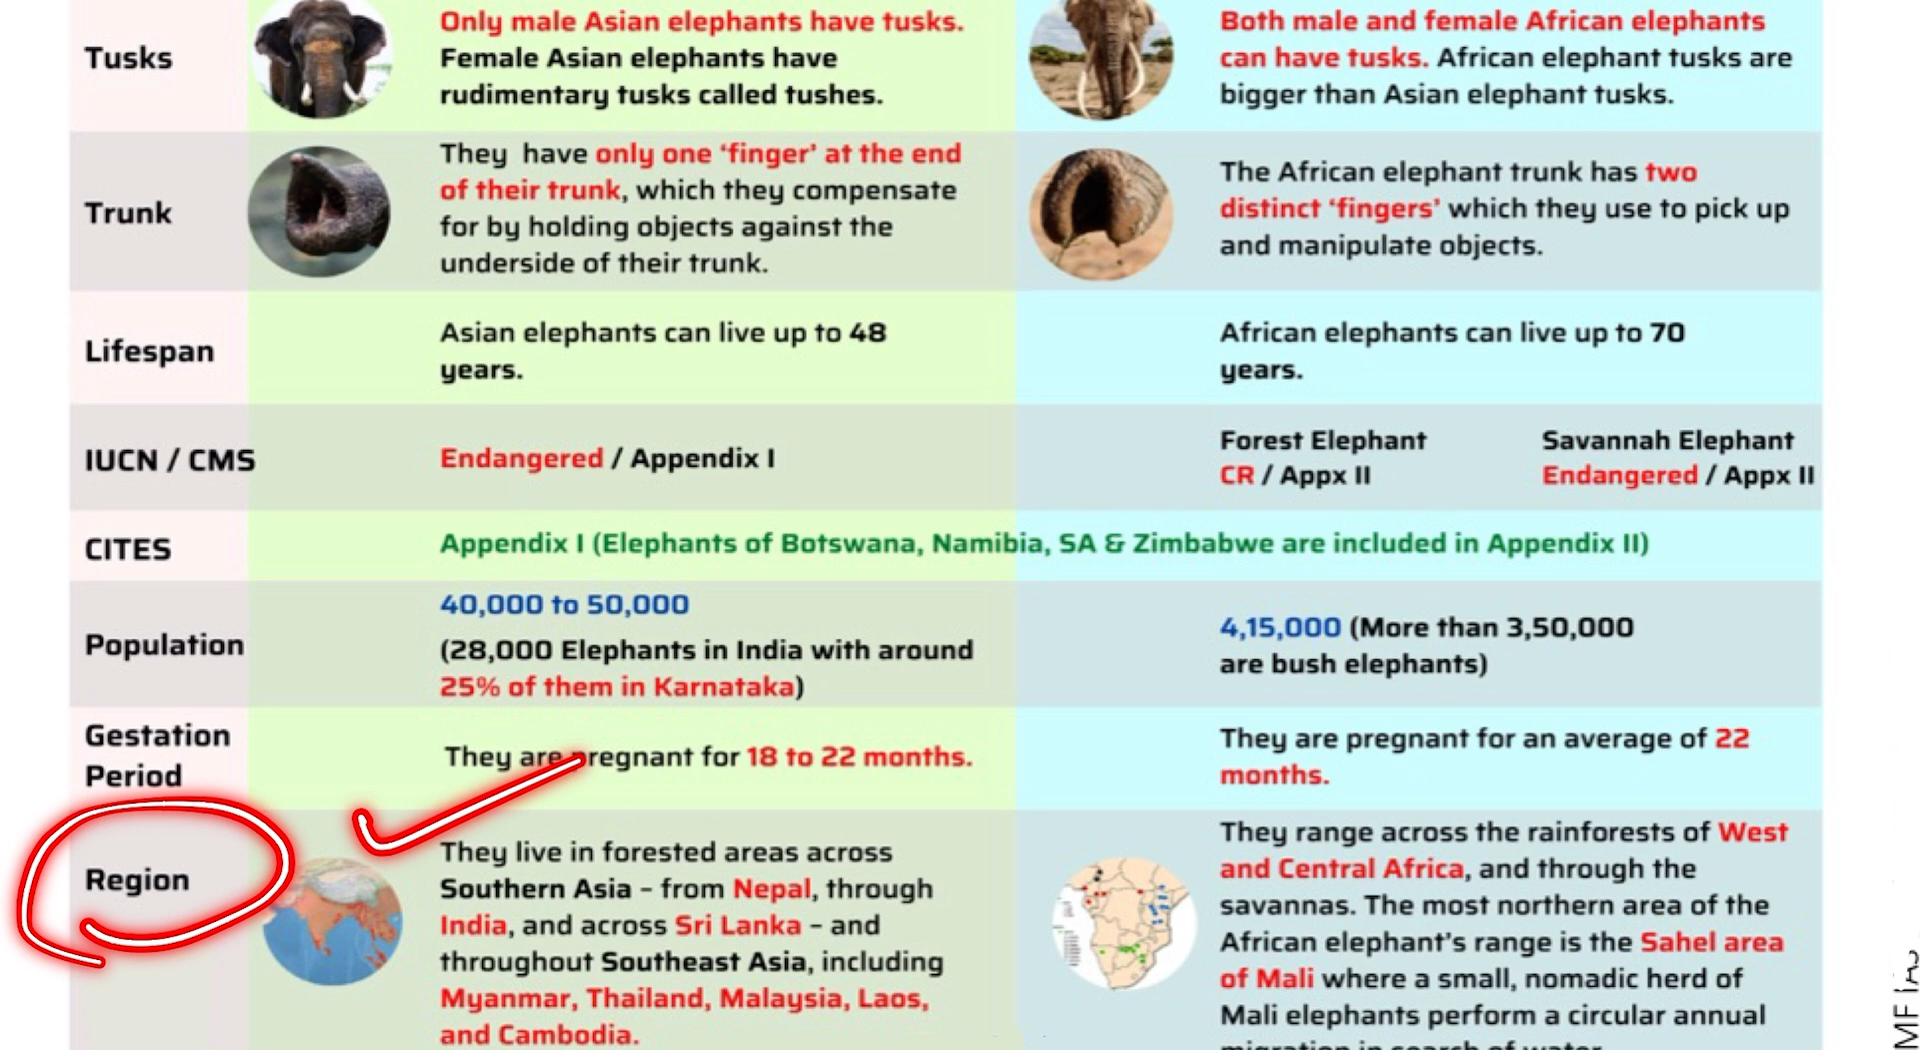 Tusks
Only male Asian elephants have tusks.
Female Asian elephants have
rudimentary tusks called tushes.
Both male and female African elephants
can have tusks. African elephant tusks are
bigger than Asian elephant tusks.
Trunk
They have only one ‘finger’ at the end
of their trunk, which they compensate
for by holding objects against the
underside of their trunk.
The African elephant trunk has two
distinct ‘fingers’ which they use to pick up
and manipulate objects.
Lifespan
Asian elephants can live up to 48
years.
African elephants can live up to 70
years.
IUCN / CMS
Endangered / Appendix I
Forest Elephant
CR / Appx II
Savannah Elephant
Endangered / Appx II
CITES
Appendix I (Elephants of Botswana, Namibia, SA & Zimbabwe are included in Appendix II)
Population
40,000 to 50,000
(28,000 Elephants in India with around
25% of them in Karnataka)
4,15,000 (More than 3,50,000
are bush elephants)
Gestation
Period
They are pregnant for 18 to 22 months.
They are pregnant for an average of 22
months.
Region
They live in forested areas across
Southern Asia – from Nepal, through
India, and across Sri Lanka – and
throughout Southeast Asia, including
Myanmar, Thailand, Malaysia, Laos,
and Cambodia.
They range across the rainforests of West
and Central Africa, and through the
savannas. The most northern area of the
African elephant’s range is the Sahel area
of Mali where a small, nomadic herd of
Mali elephants perform a circular annual
migration in search of water.